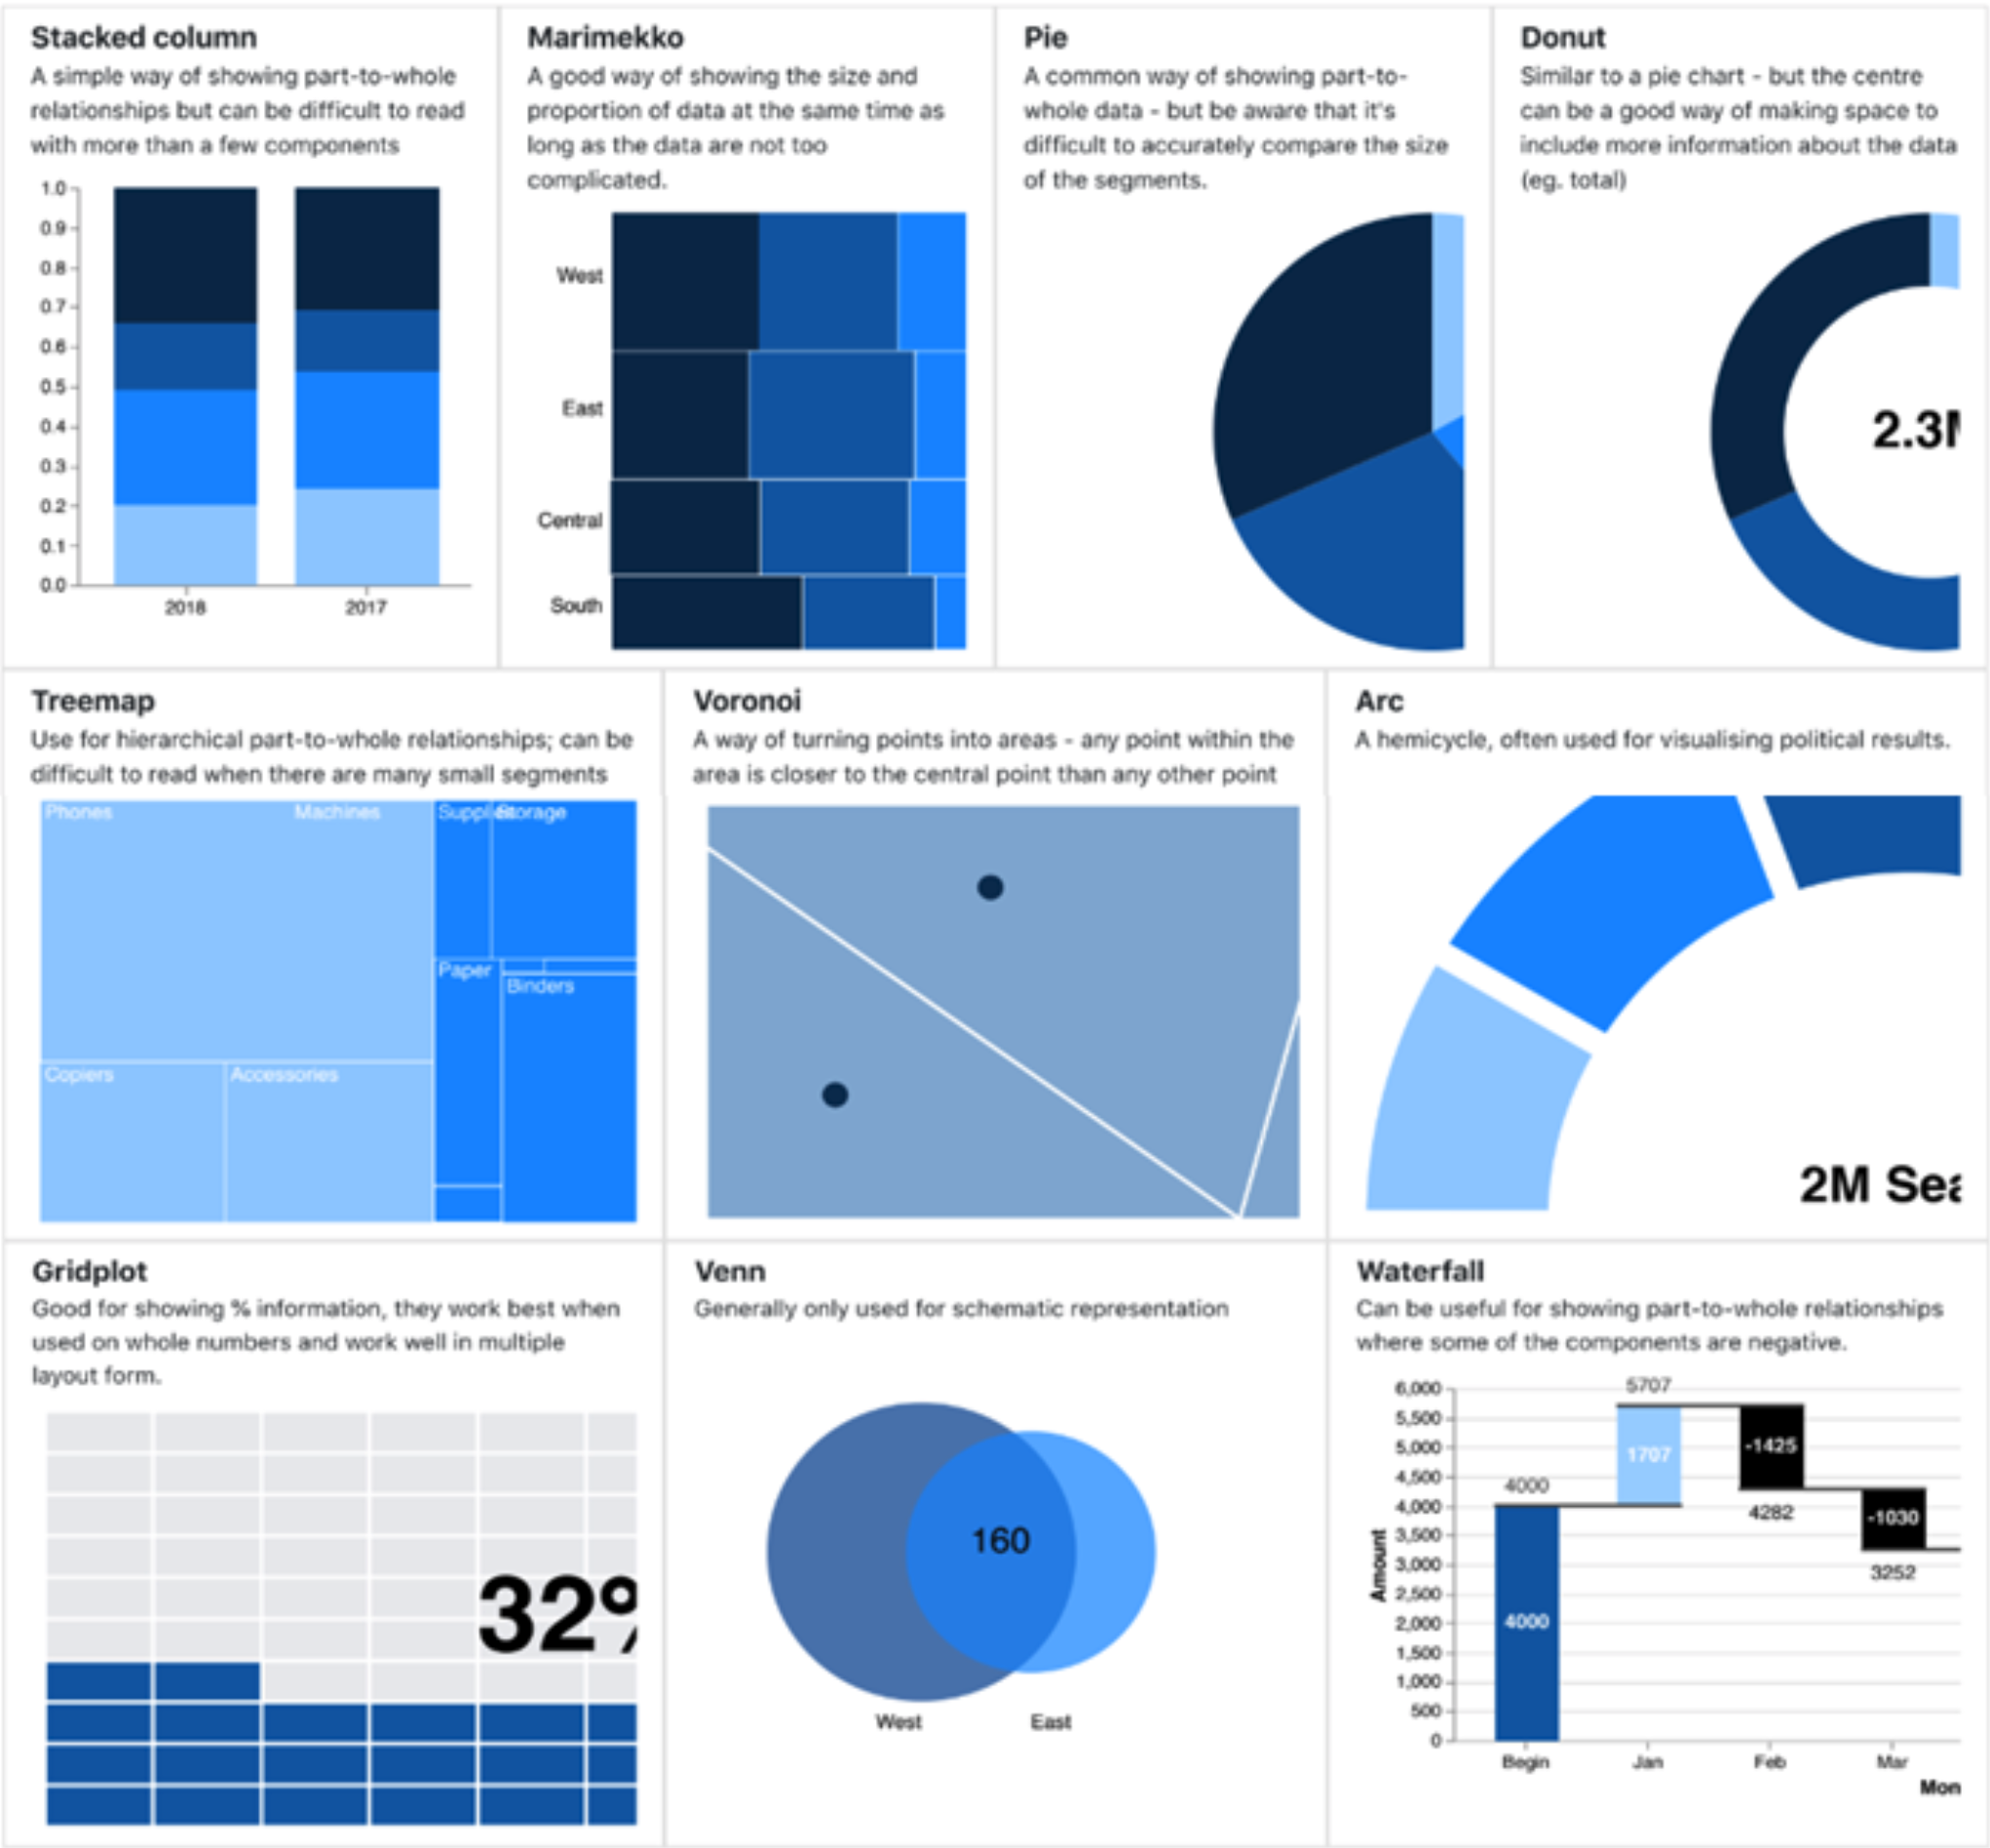 Stacked column
A simple way of showing part-to-whole
relationships but can be difficult to read
with more than a few components
1.0
0.9
0.8
0.7
0.6
0.5
0.4
0.3
0.2
0.1
0.0
2018
2017
Marimekko
A good way of showing the size and
proportion of data at the same time as
long as the data are not too
complicated.
West
East
Central
South
Pie
A common way of showing part-to-
whole data - but be aware that it's
difficult to accurately compare the size
of the segments.
Donut
Similar to a pie chart - but the centre
can be a good way of making space to
include more information about the data
(eg. total)
2.3M
Treemap
Use for hierarchical part-to-whole relationships; can be
difficult to read when there are many small segments
Phones
Machines
Storage
Paper
Binders
Copiers
Accessories
Voronoi
A way of turning points into areas - any point within the
area is closer to the central point than any other point
Arc
A hemicycle, often used for visualising political results.
2M Sea
Gridplot
Good for showing % information, they work best when
used on whole numbers and work well in multiple
layout form.
32%
Venn
Generally only used for schematic representation
160
West
East
Waterfall
Can be useful for showing part-to-whole relationships
where some of the components are negative.
Amount
6,000
5,500
5,000
4,500
4,000
3,500
3,000
2,500
2,000
1,500
1,000
500
0
4000
4000
5707
1707
-1425
4282
-1030
3252
Begin
Jan
Feb
Mar
Mon